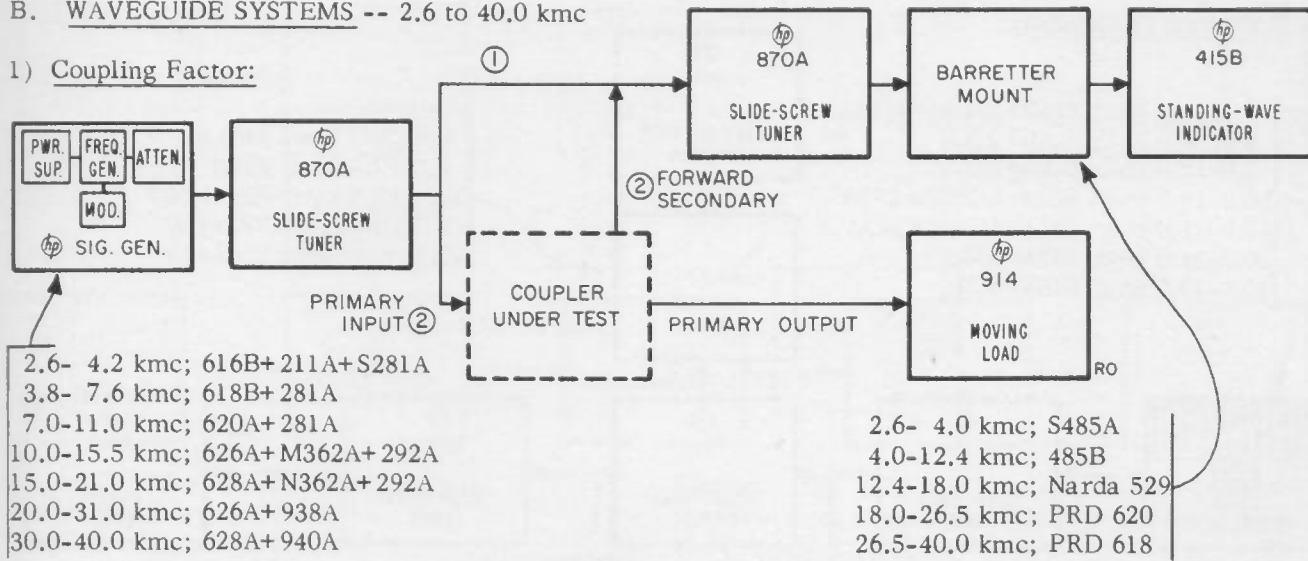 B. WAVEGUIDE SYSTEMS -- 2.6 to 40.0 kmc
1) Coupling Factor:
PWR. SUP.
FREQ. GEN.
ATTEN.
MOD.
hp SIG. GEN.
hp
870A
SLIDE-SCREW
TUNER
①
hp
870A
SLIDE-SCREW
TUNER
BARRETTER
MOUNT
hp
415B
STANDING-WAVE
INDICATOR
② FORWARD
SECONDARY
PRIMARY
INPUT ②
COUPLER
UNDER TEST
PRIMARY OUTPUT
hp
914
MOVING
LOAD
RO
2.6- 4.2 kmc; 616B+211A+S281A
3.8- 7.6 kmc; 618B+281A
7.0-11.0 kmc; 620A+281A
10.0-15.5 kmc; 626A+M362A+292A
15.0-21.0 kmc; 628A+N362A+292A
20.0-31.0 kmc; 626A+938A
30.0-40.0 kmc; 628A+940A
2.6- 4.0 kmc; S485A
4.0-12.4 kmc; 485B
12.4-18.0 kmc; Narda 529
18.0-26.5 kmc; PRD 620
26.5-40.0 kmc; PRD 618